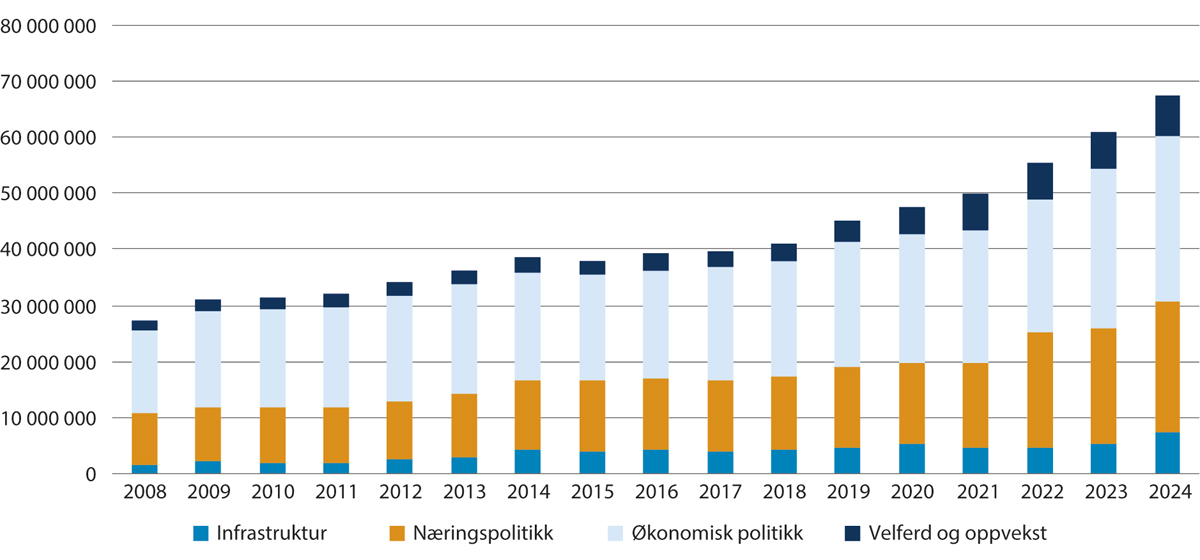 80 000 000
70 000 000
60 000 000
50 000 000
40 000 000
30 000 000
20 000 000
10 000 000
0
2008 2009 2010 2011 2012 2013 2014 2015 2016 2017 2018 2019 2020 2021 2022 2023 2024
Infrastruktur Næringspolitikk Økonomisk politikk Velferd og oppvekst